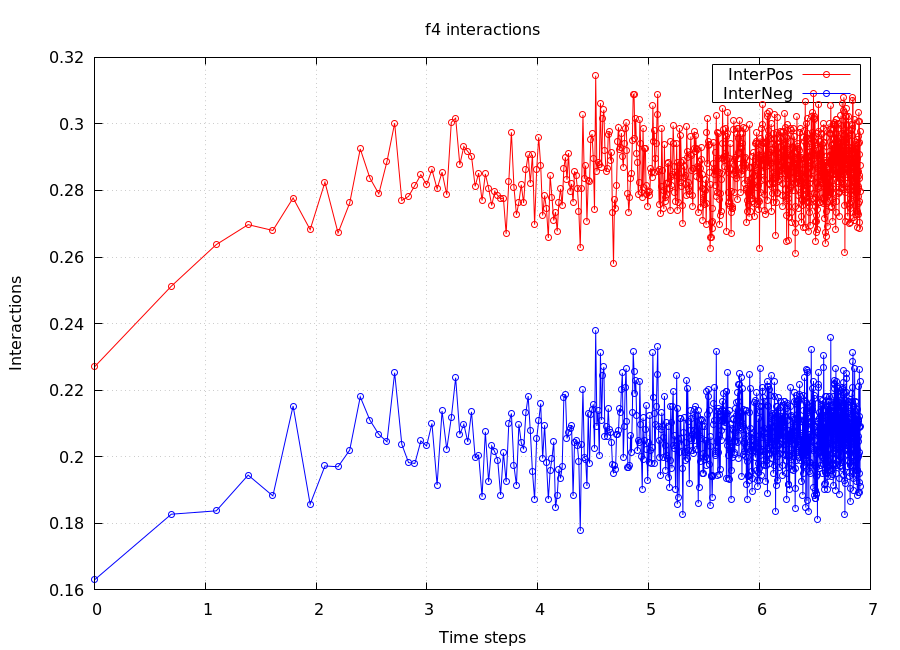 f4 interactions
InterPos
InterNeg
0.32
0.3
0.28
0.26
0.24
0.22
0.2
0.18
0.16
Interactions
0 1 2 3 4 5 6 7
Time steps